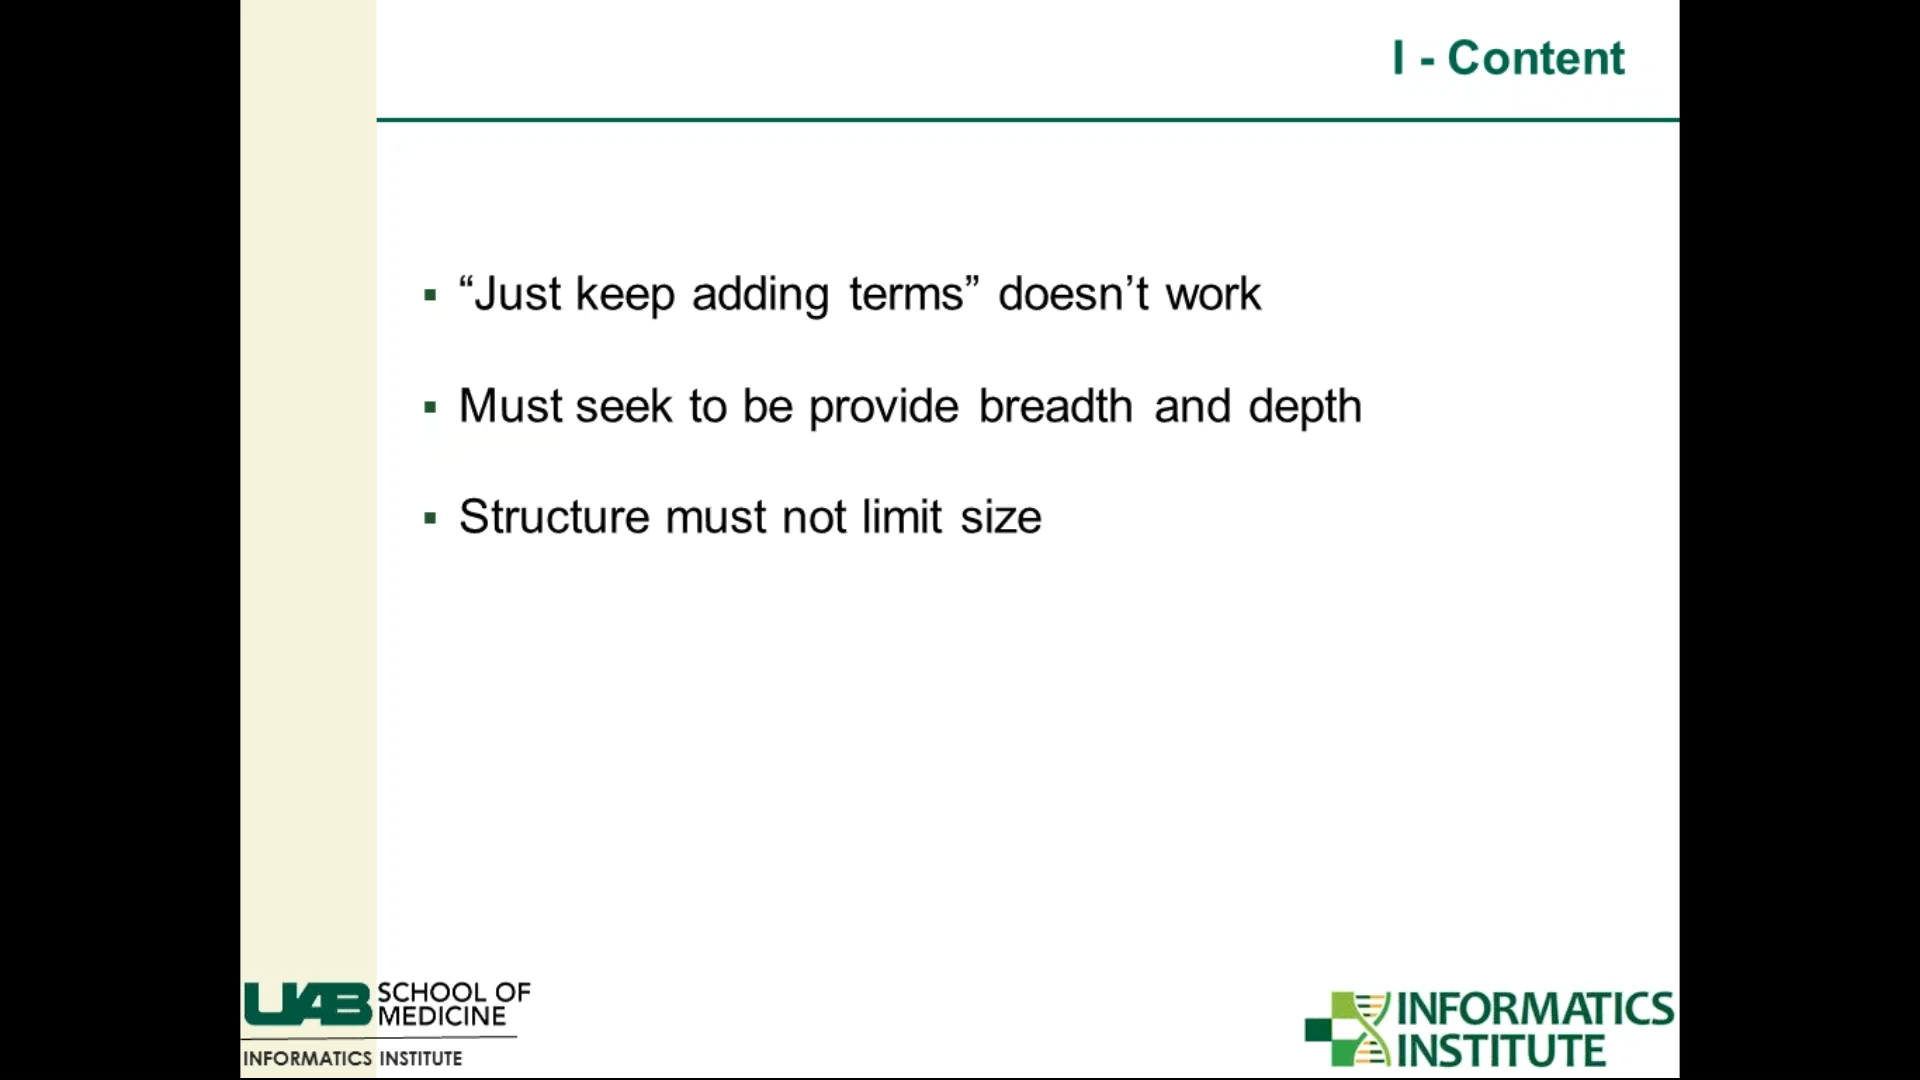 I - Content
▪ “Just keep adding terms” doesn’t work
▪ Must seek to be provide breadth and depth
▪ Structure must not limit size
UAB SCHOOL OF
MEDICINE
INFORMATICS INSTITUTE
INFORMATICS
INSTITUTE